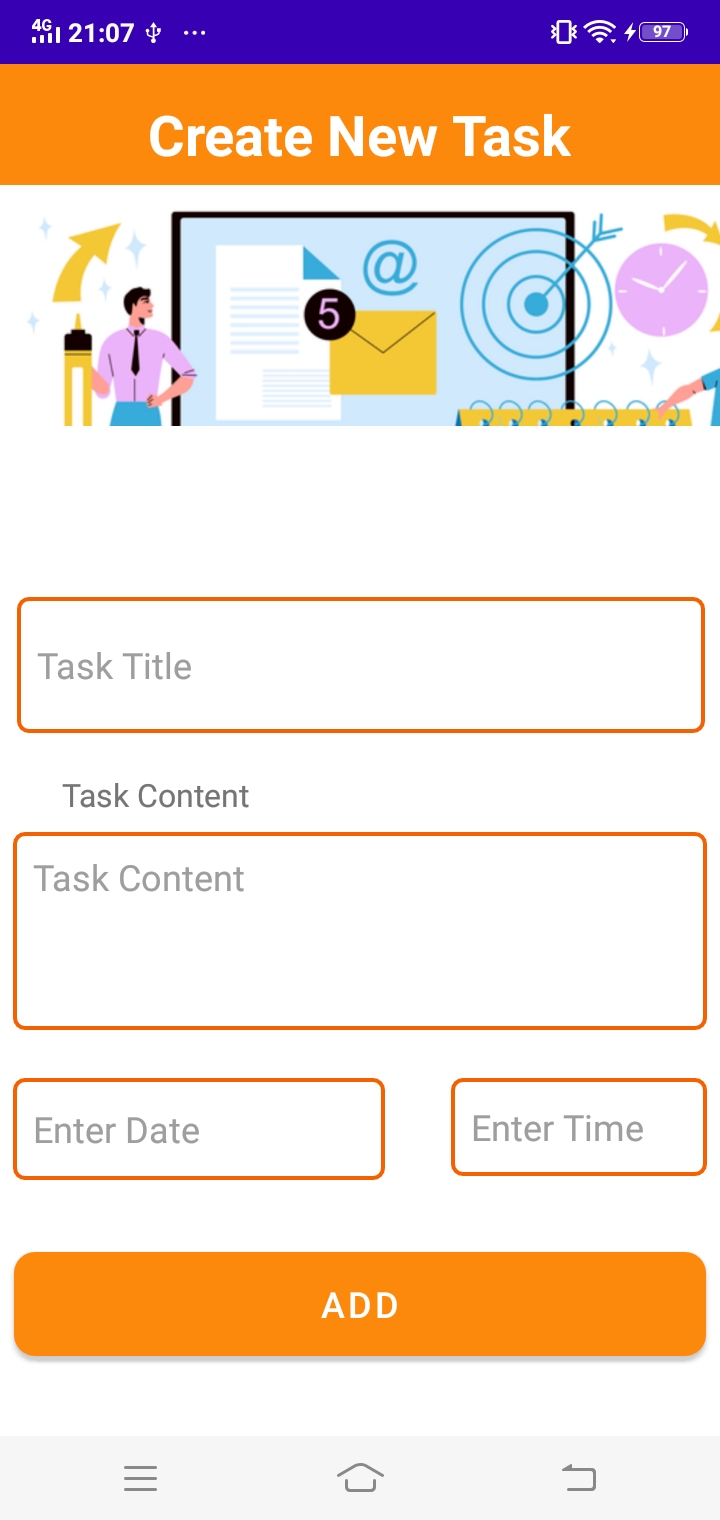 4G 21:07 97
Create New Task
@
5
Task Title
Task Content
Task Content
Enter Date Enter Time
ADD